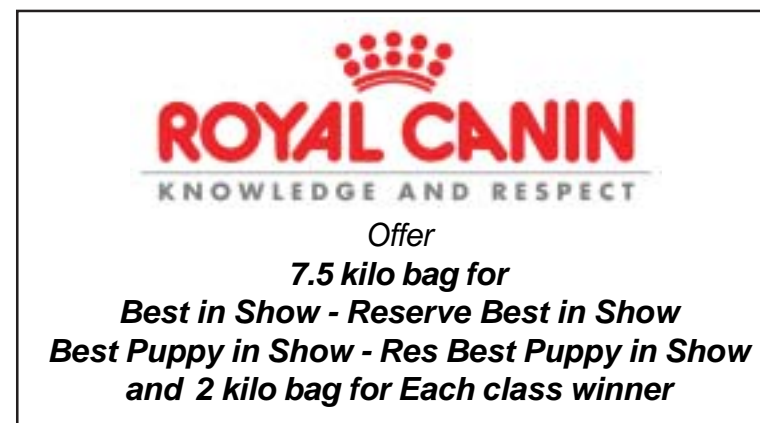 ROYAL CANIN
KNOWLEDGE AND RESPECT
Offer
7.5 kilo bag for
Best in Show - Reserve Best in Show
Best Puppy in Show - Res Best Puppy in Show
and 2 kilo bag for Each class winner